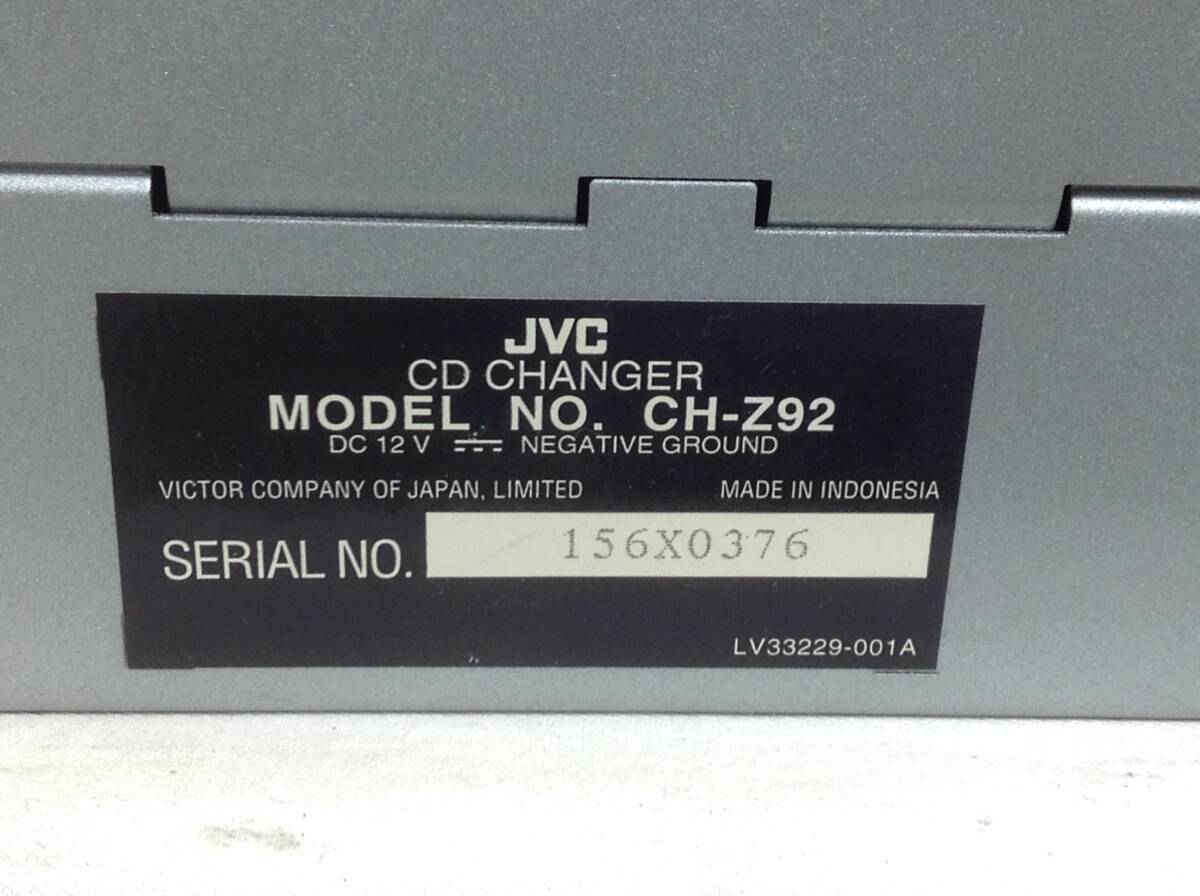 JVC
CD CHANGER
MODEL NO. CH-Z92
DC 12 V ⎓ NEGATIVE GROUND
VICTOR COMPANY OF JAPAN, LIMITED MADE IN INDONESIA
SERIAL NO. 156X0376
LV33229-001A